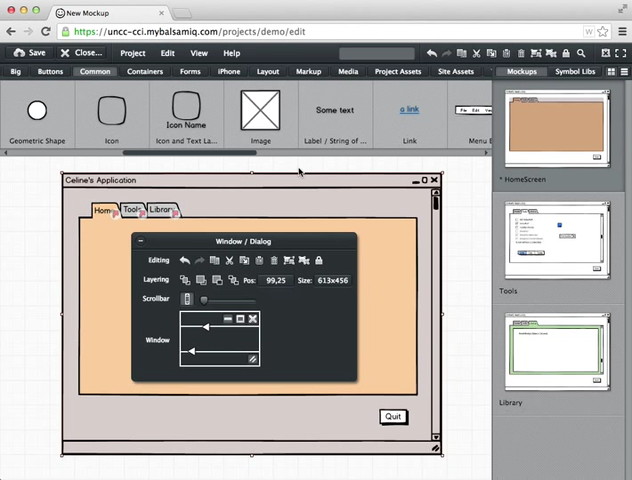 New Mockup
https://uncc-cci.mybalsamiq.com/projects/demo/edit
Save Close... Project Edit View Help
Big Buttons Common Containers Forms iPhone Layout Markup Media Project Assets Site Assets Mockups Symbol Libs
Icon Name
Some text
a link
Geometric Shape Icon Icon and Text La... Image Label / String of ... Link Menu B
* HomeScreen
Celine's Application
Home Tools Library
Window / Dialog
Editing
Layering Pos: 99,25 Size: 613x456
Scrollbar
Window
Tools
Quit
Library